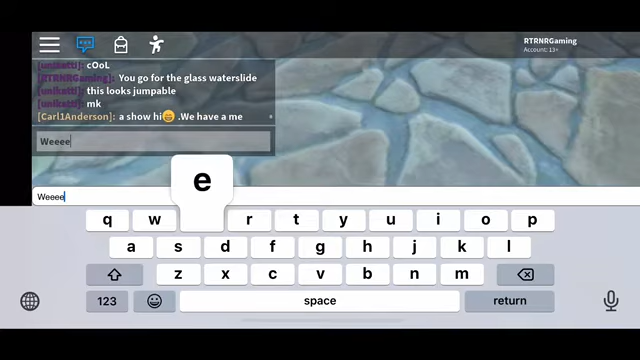 RTRNRGaming
Account: 13+
[unikatti]: cOoL
[RTRNRGaming]: You go for the glass waterslide
[unikatti]: this looks jumpable
[unikatti]: mk
[Carl1Anderson]: a show hi😄 .We have a me
Weeee
Weeee
e
q w r t y u i o p
a s d f g h j k l
z x c v b n m
123 space return